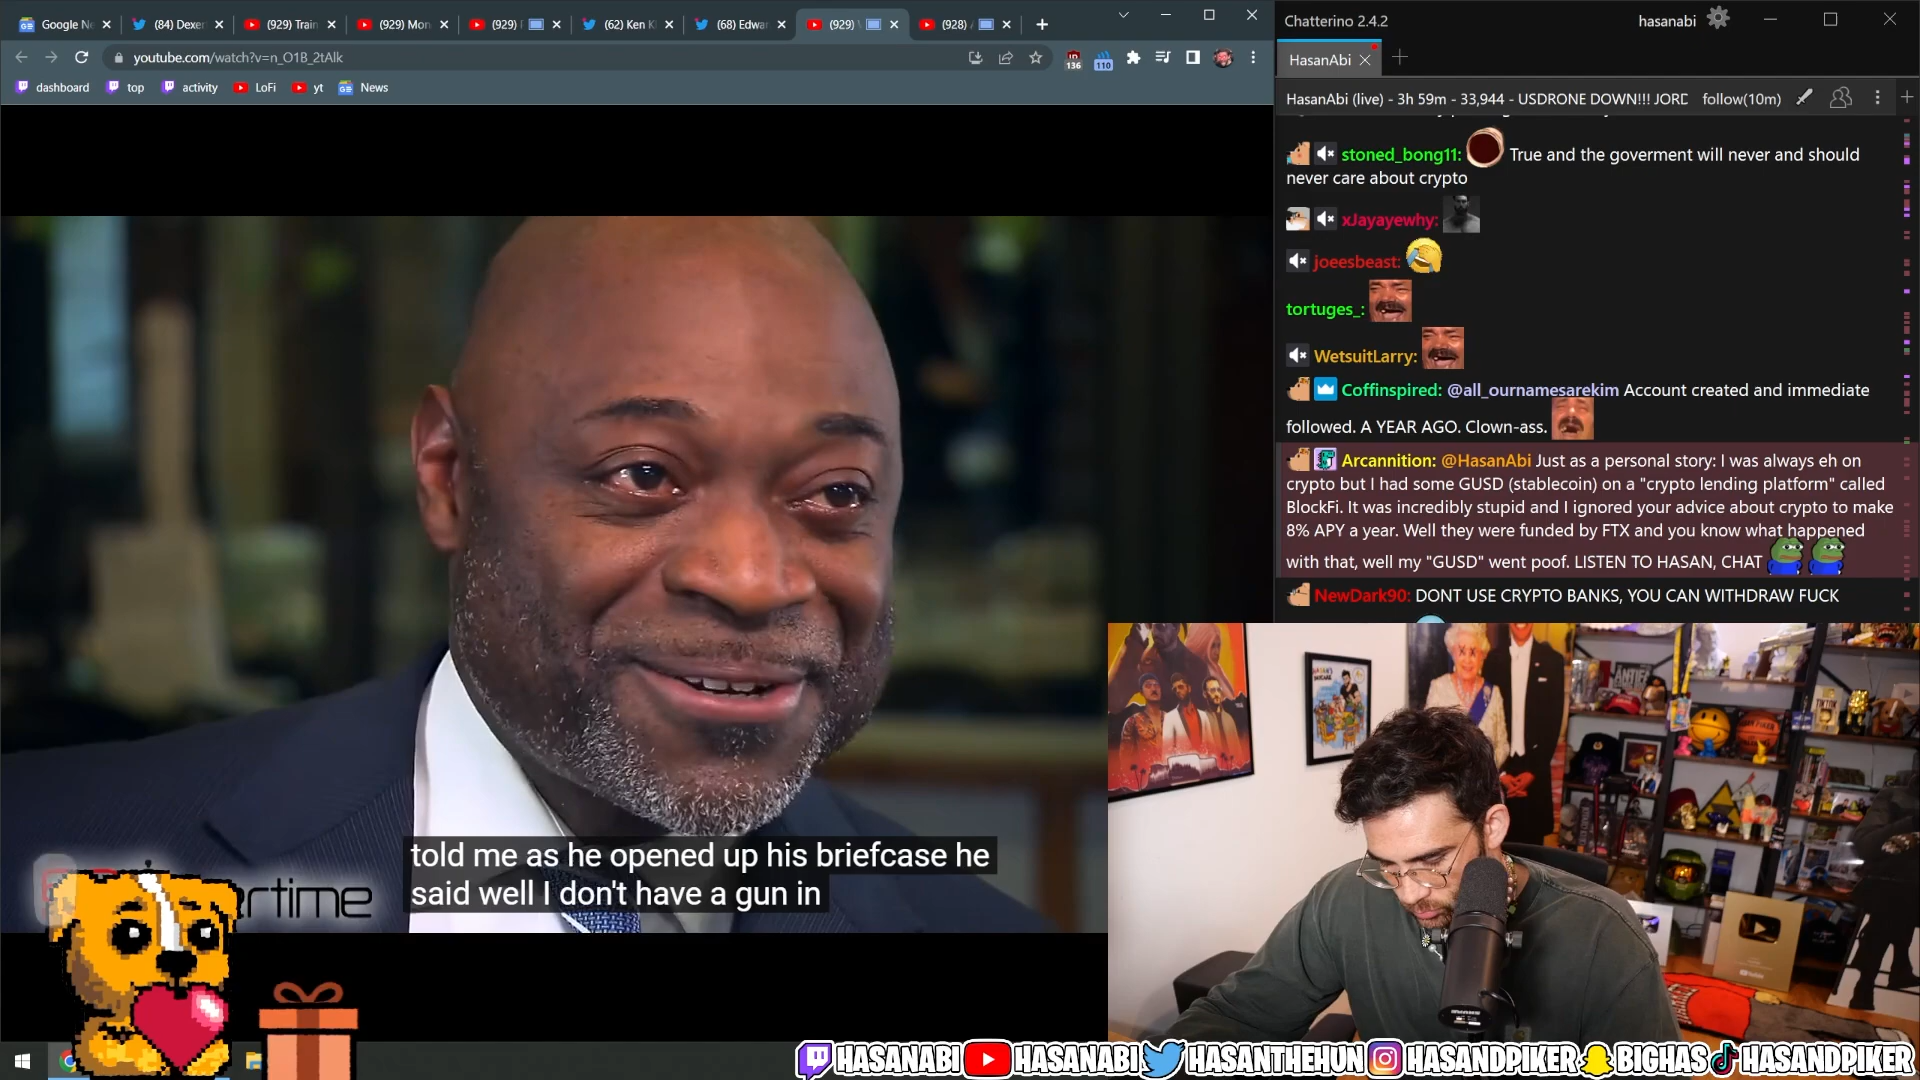 Google Ne
(84) Dexer
(929) Train
(929) Mon
(929)
(62) Ken K
(68) Edwa
(929)
(928)
youtube.com/watch?v=n_O1B_2tAlk
136
110
dashboard
top
activity
LoFi
yt
News
Chatterino 2.4.2
hasanabi
HasanAbi
HasanAbi (live) - 3h 59m - 33,944 - USDRONE DOWN!!! JORD
follow(10m)
stoned_bong11: True and the goverment will never and should
never care about crypto
xJayayewhy:
joeesbeast:
tortuges_:
WetsuitLarry:
Coffinspired: @all_ournamesarekim Account created and immediate
followed. A YEAR AGO. Clown-ass.
Arcannition: @HasanAbi Just as a personal story: I was always eh on
crypto but I had some GUSD (stablecoin) on a "crypto lending platform" called
BlockFi. It was incredibly stupid and I ignored your advice about crypto to make
8% APY a year. Well they were funded by FTX and you know what happened
with that, well my "GUSD" went poof. LISTEN TO HASAN, CHAT
NewDark90: DONT USE CRYPTO BANKS, YOU CAN WITHDRAW FUCK
told me as he opened up his briefcase he
said well I don't have a gun in
ertime
HASANABI
HASANABI
HASANTHEHUN
HASANDPIKER
BIGHAS
HASANDPIKER